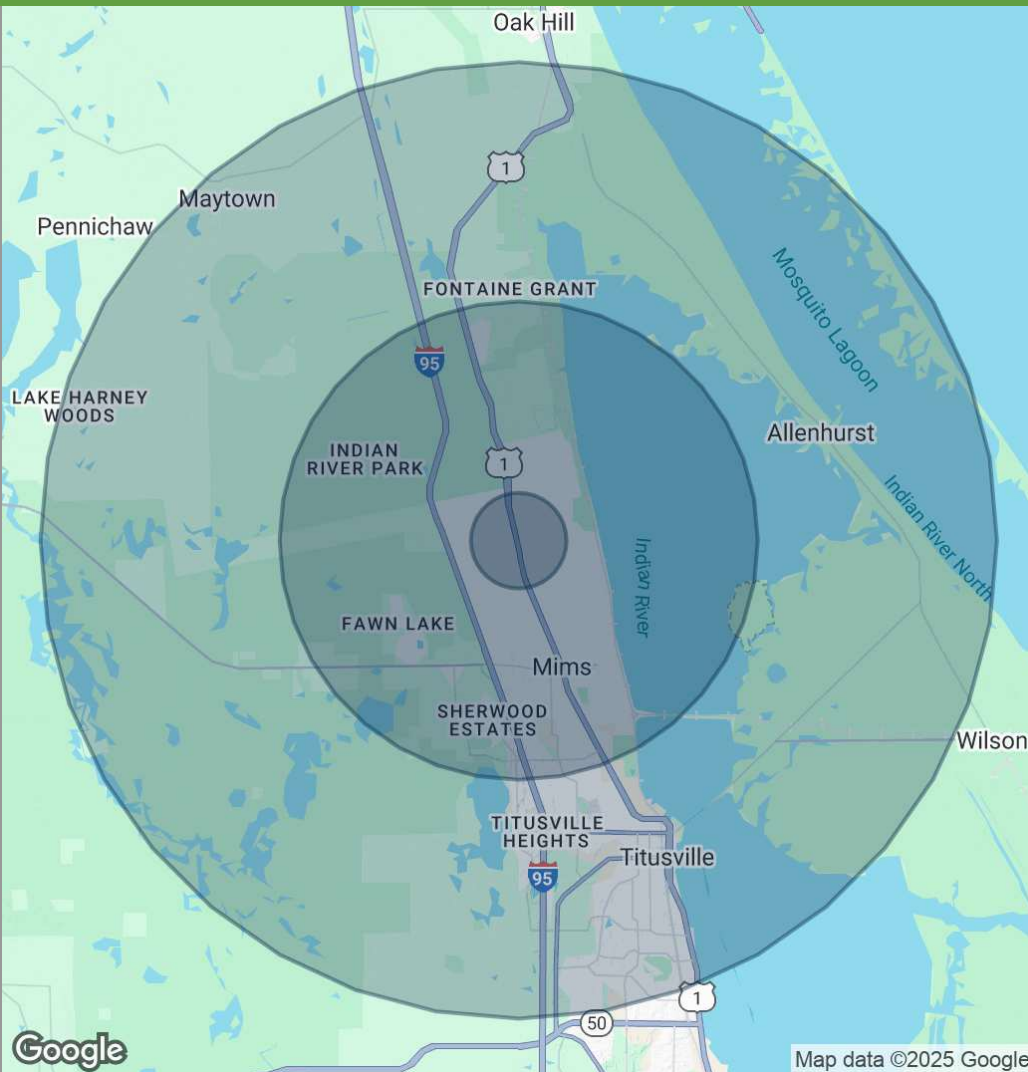 Oak Hill
1
Maytown
Pennichaw
Mosquito Lagoon
FONTAINE GRANT
95
LAKE HARNEY
WOODS
Allenhurst
INDIAN
RIVER PARK
1
Indian River North
Indian River
FAWN LAKE
Mims
SHERWOOD
ESTATES
Wilson
TITUSVILLE
HEIGHTS
Titusville
95
1
50
Google
Map data ©2025 Google